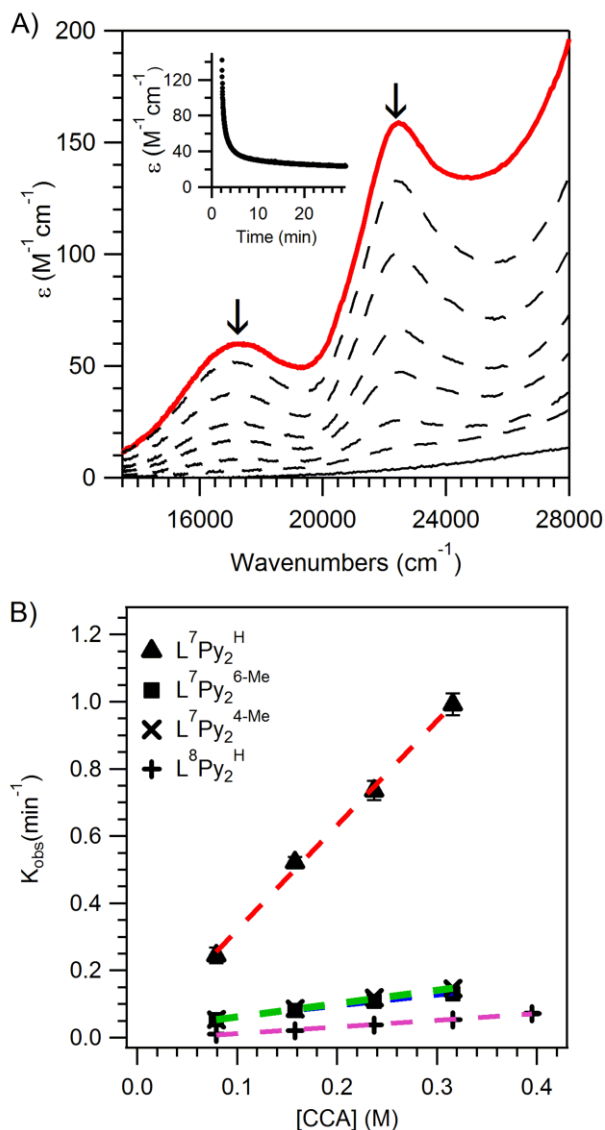 A)
200
150
100
50
0
ε (M⁻¹cm⁻¹)
120
80
40
0
ε (M⁻¹cm⁻¹)
0 10 20
Time (min)
16000 20000 24000 28000
Wavenumbers (cm⁻¹)
B)
1.2
1.0
0.8
0.6
0.4
0.2
0.0
K_obs(min⁻¹)
L⁷Py₂ᴴ
L⁷Py₂⁶⁻ᴹᵉ
L⁷Py₂⁴⁻ᴹᵉ
L⁸Py₂ᴴ
0.0 0.1 0.2 0.3 0.4
[CCA] (M)